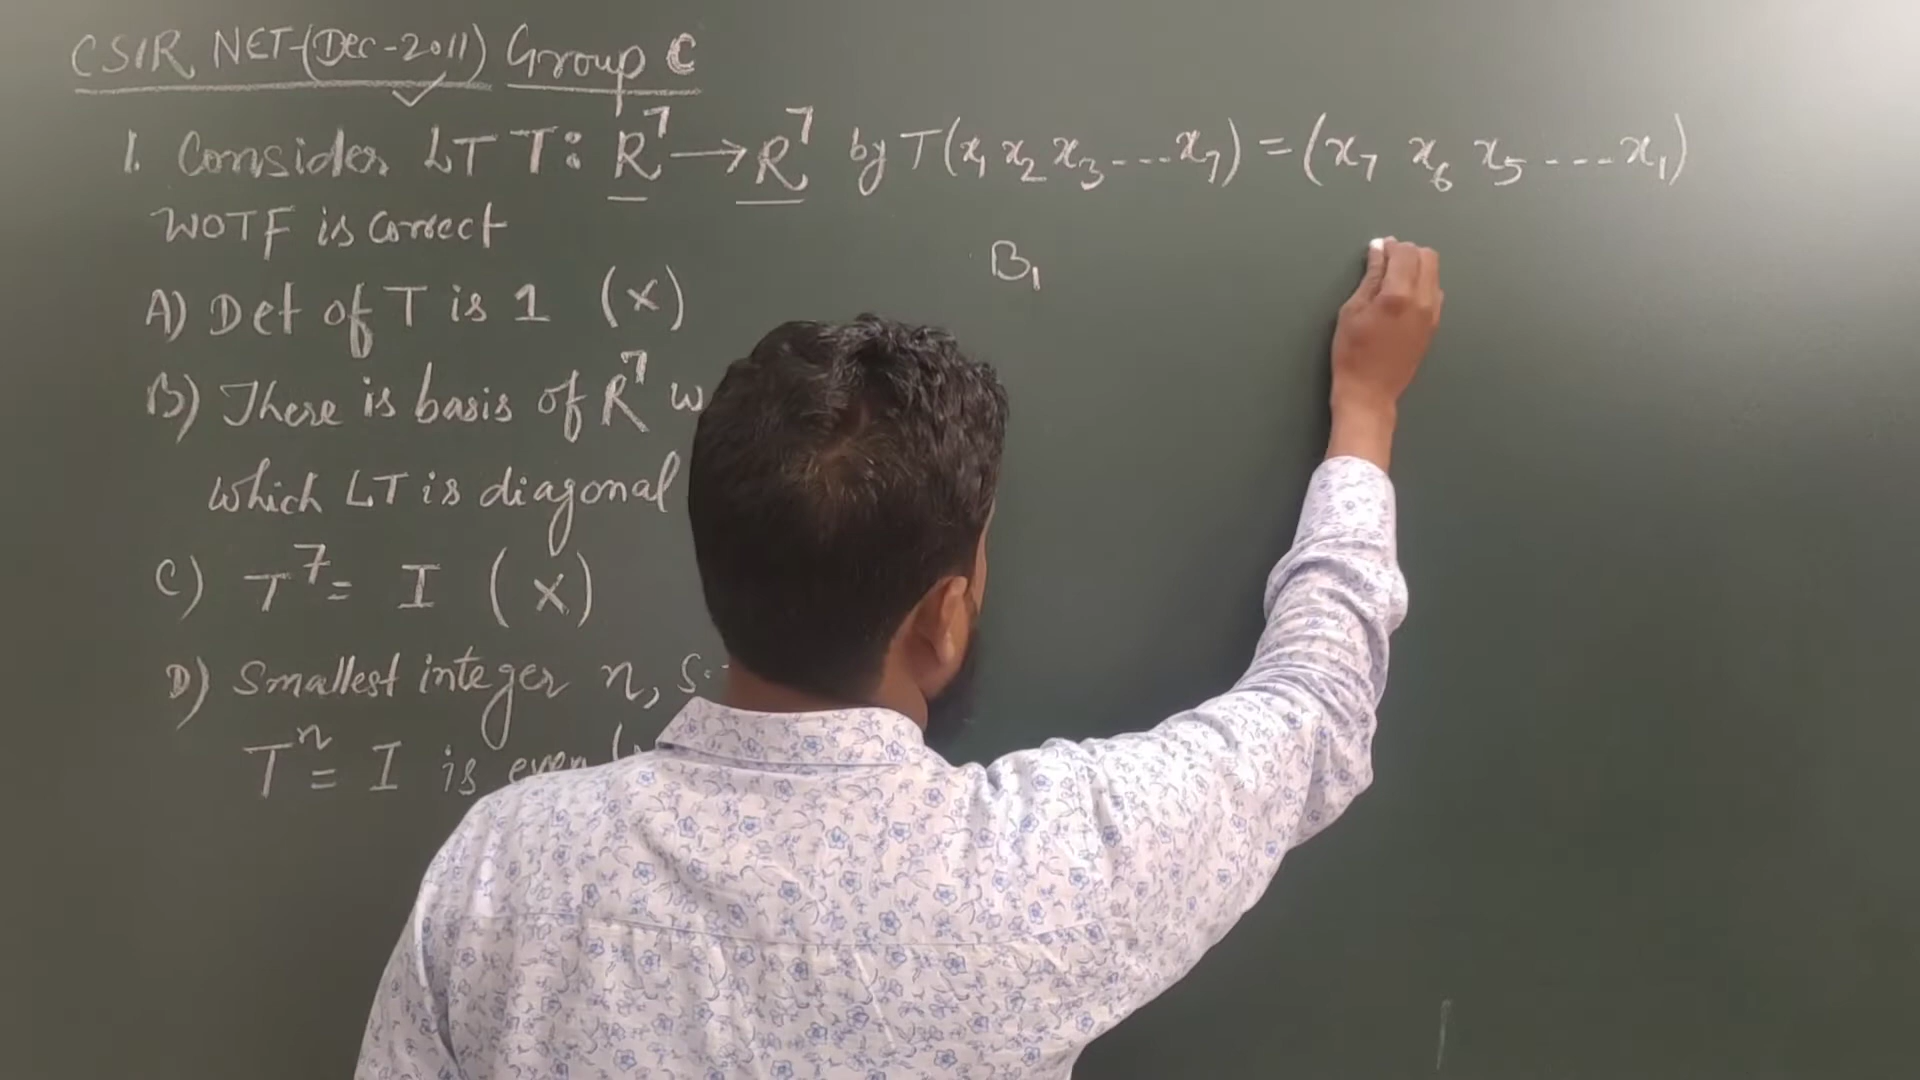 CSIR NET-(Dec-2011) Group C
1. Consider LT T: R⁷ → R⁷ by T(x₁ x₂ x₃ --- x₇) = (x₇ x₆ x₅ --- x₁)
WOTF is correct
B₁
A) Det of T is 1 (x)
B) There is basis of R⁷ w
which LT is diagonal
C) T⁷ = I (x)
D) Smallest integer n, s.
Tⁿ = I is even (